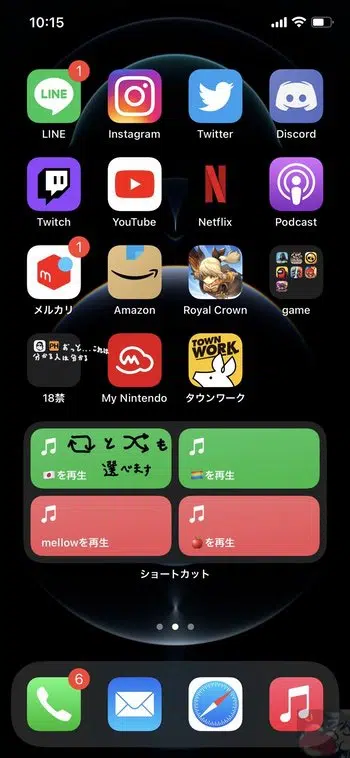 10:15
1
LINE
LINE
Instagram
Twitter
Discord
Twitch
YouTube
Netflix
Podcast
1
メルカリ
Amazon
Royal Crown
game
おっと...これは
分かる人は分かる
18禁
My Nintendo
TOWN
WORK
タウンワーク
と も
選べます
🇯🇵を再生
🏳️‍🌈を再生
mellowを再生
🍎を再生
ショートカット
6